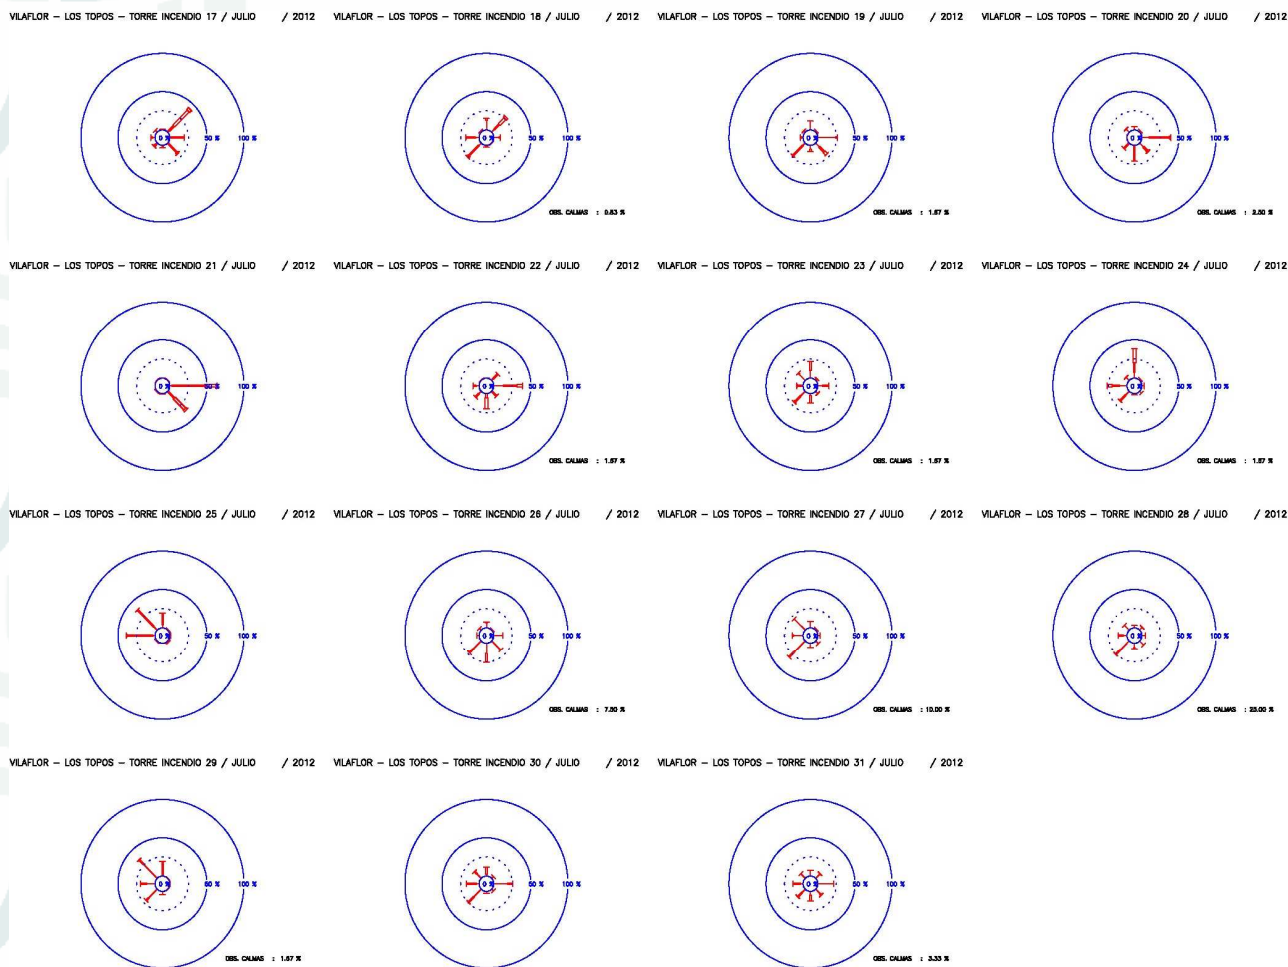 VILAFLOR – LOS TOPOS – TORRE INCENDIO 17 / JULIO / 2012
0 % 50 % 100 %
VILAFLOR – LOS TOPOS – TORRE INCENDIO 18 / JULIO / 2012
0 % 50 % 100 %
OBS. CALMAS : 0.83 %
VILAFLOR – LOS TOPOS – TORRE INCENDIO 19 / JULIO / 2012
0 % 50 % 100 %
OBS. CALMAS : 1.67 %
VILAFLOR – LOS TOPOS – TORRE INCENDIO 20 / JULIO / 2012
0 % 50 % 100 %
OBS. CALMAS : 2.50 %
VILAFLOR – LOS TOPOS – TORRE INCENDIO 21 / JULIO / 2012
0 % 50 % 100 %
VILAFLOR – LOS TOPOS – TORRE INCENDIO 22 / JULIO / 2012
0 % 50 % 100 %
OBS. CALMAS : 1.67 %
VILAFLOR – LOS TOPOS – TORRE INCENDIO 23 / JULIO / 2012
0 % 50 % 100 %
OBS. CALMAS : 1.67 %
VILAFLOR – LOS TOPOS – TORRE INCENDIO 24 / JULIO / 2012
0 % 50 % 100 %
OBS. CALMAS : 1.67 %
VILAFLOR – LOS TOPOS – TORRE INCENDIO 25 / JULIO / 2012
0 % 50 % 100 %
VILAFLOR – LOS TOPOS – TORRE INCENDIO 26 / JULIO / 2012
0 % 50 % 100 %
OBS. CALMAS : 7.50 %
VILAFLOR – LOS TOPOS – TORRE INCENDIO 27 / JULIO / 2012
0 % 50 % 100 %
OBS. CALMAS : 10.00 %
VILAFLOR – LOS TOPOS – TORRE INCENDIO 28 / JULIO / 2012
0 % 50 % 100 %
OBS. CALMAS : 25.00 %
VILAFLOR – LOS TOPOS – TORRE INCENDIO 29 / JULIO / 2012
0 % 50 % 100 %
OBS. CALMAS : 1.67 %
VILAFLOR – LOS TOPOS – TORRE INCENDIO 30 / JULIO / 2012
0 % 50 % 100 %
VILAFLOR – LOS TOPOS – TORRE INCENDIO 31 / JULIO / 2012
0 % 50 % 100 %
OBS. CALMAS : 3.33 %